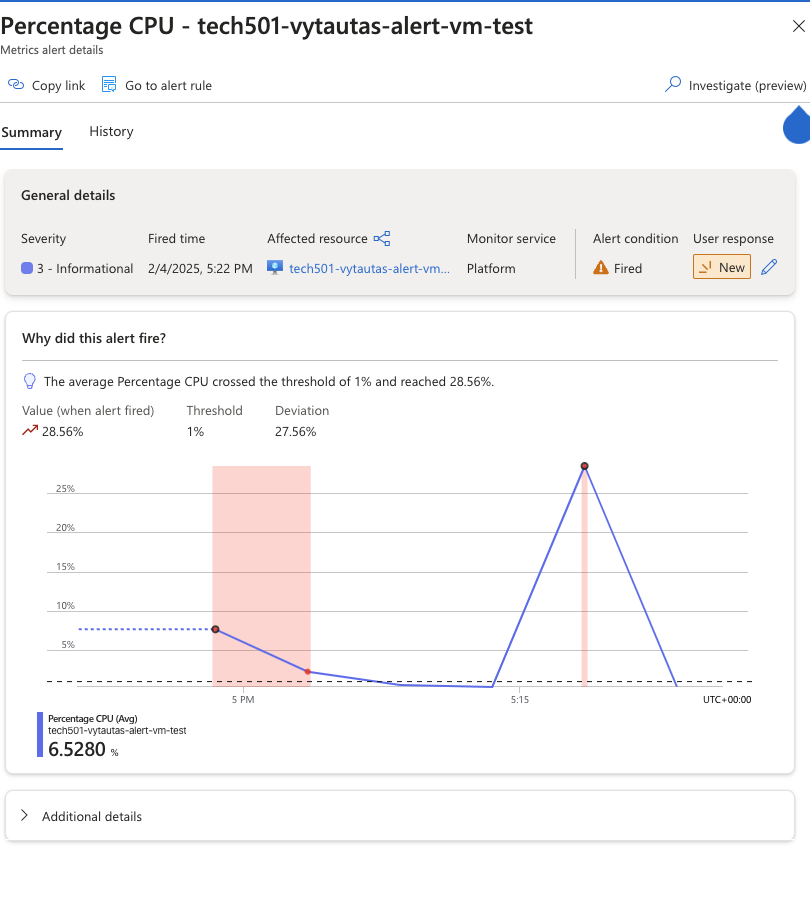 Percentage CPU - tech501-vytautas-alert-vm-test
Metrics alert details
Copy link Go to alert rule Investigate (preview)
Summary History
General details
Severity Fired time Affected resource Monitor service Alert condition User response
3 - Informational 2/4/2025, 5:22 PM tech501-vytautas-alert-vm... Platform Fired New
Why did this alert fire?
The average Percentage CPU crossed the threshold of 1% and reached 28.56%.
Value (when alert fired) Threshold Deviation
28.56% 1% 27.56%
25%
20%
15%
10%
5%
5 PM 5:15 UTC+00:00
Percentage CPU (Avg)
tech501-vytautas-alert-vm-test
6.5280 %
Additional details